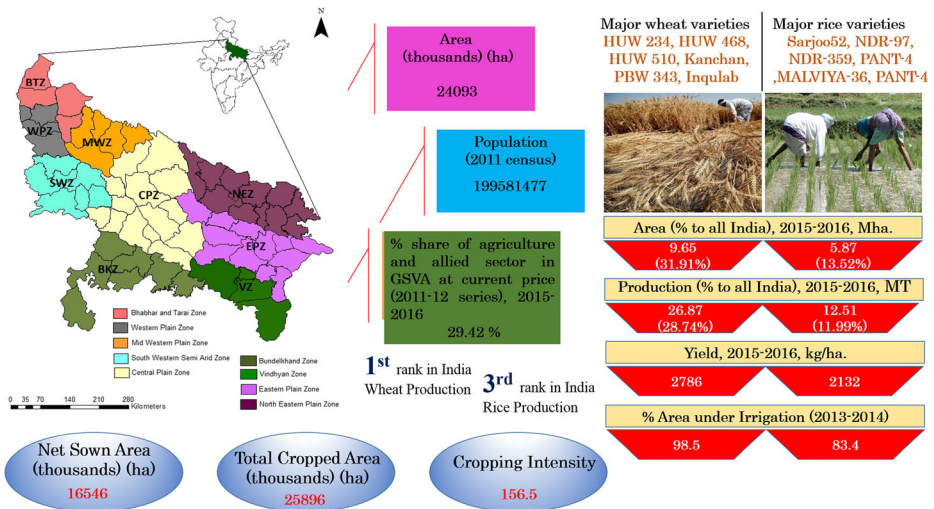 BTZ
WPZ
MWZ
SWZ
CPZ
NEZ
EPZ
BKZ
VZ
Bhabhar and Tarai Zone
Western Plain Zone
Mid Western Plain Zone
South Western Semi Arid Zone
Central Plain Zone
Bundelkhand Zone
Vindhyan Zone
Eastern Plain Zone
North Eastern Plain Zone
0 35 70 140 210 280
Kilometers
N
Area
(thousands) (ha)
24093
Population
(2011 census)
199581477
% share of agriculture
and allied sector in
GSVA at current price
(2011-12 series), 2015-
2016
29.42 %
1st rank in India
Wheat Production
3rd rank in India
Rice Production
Major wheat varieties
HUW 234, HUW 468,
HUW 510, Kanchan,
PBW 343, Inqulab
Major rice varieties
Sarjoo52, NDR-97,
NDR-359, PANT-4
,MALVIYA-36, PANT-4
Area (% to all India), 2015-2016, Mha.
9.65
(31.91%)
5.87
(13.52%)
Production (% to all India), 2015-2016, MT
26.87
(28.74%)
12.51
(11.99%)
Yield, 2015-2016, kg/ha.
2786
2132
% Area under Irrigation (2013-2014)
98.5
83.4
Net Sown Area
(thousands) (ha)
16546
Total Cropped Area
(thousands) (ha)
25896
Cropping Intensity
156.5